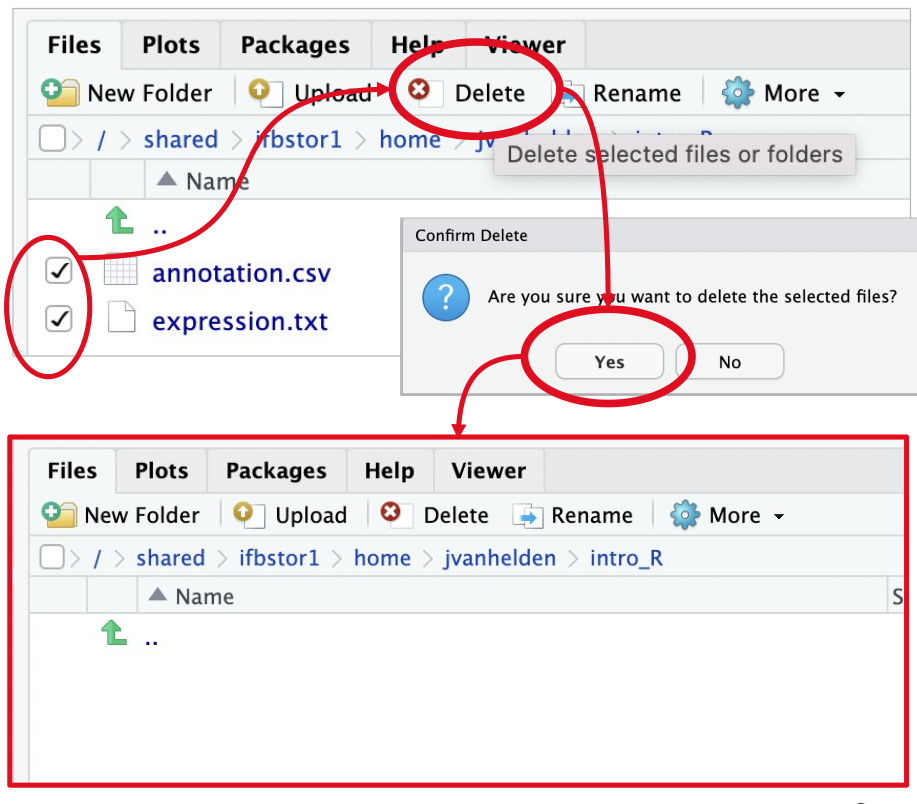 Files Plots Packages Help Viewer
New Folder Upload Delete Rename More
/ > shared > ifbstor1 > home > intro_R
Delete selected files or folders
Name
..
Confirm Delete
annotation.csv
Are you sure you want to delete the selected files?
expression.txt
Yes No
Files Plots Packages Help Viewer
New Folder Upload Delete Rename More
/ > shared > ifbstor1 > home > jvanhelden > intro_R
Name S
..